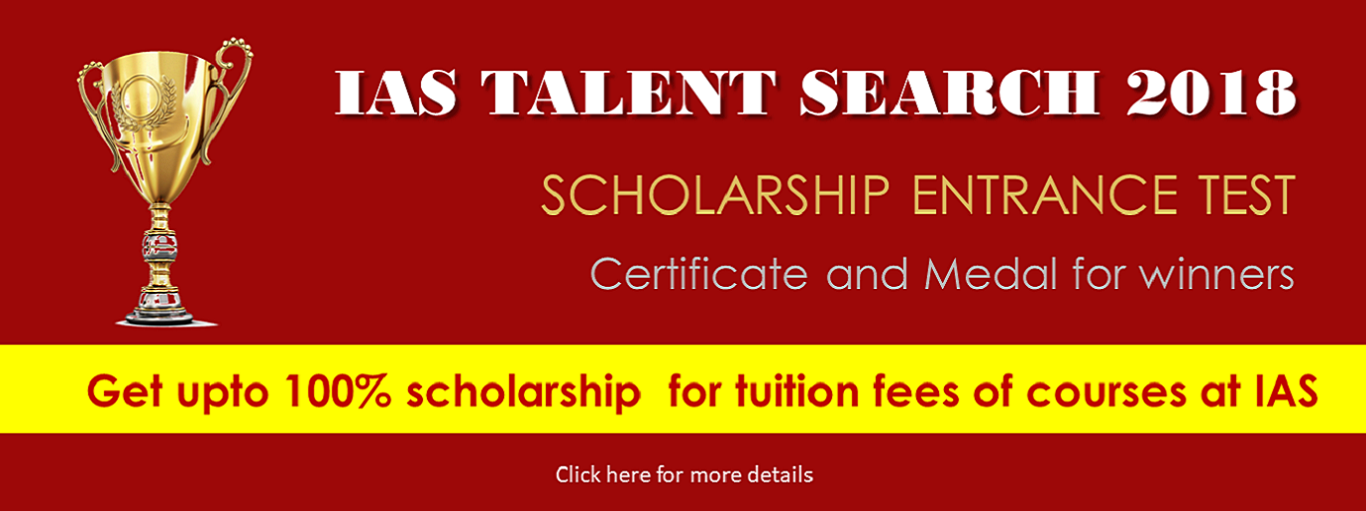 IAS TALENT SEARCH 2018
SCHOLARSHIP ENTRANCE TEST
Certificate and Medal for winners
Get upto 100% scholarship for tuition fees of courses at IAS
Click here for more details